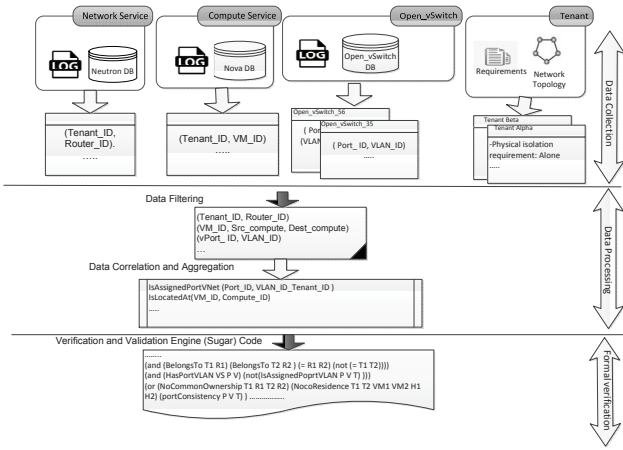 Network Service
Compute Service
Open_vSwitch
Tenant
LOG
Neutron DB
LOG
Nova DB
LOG
Open_vSwitch
DB
Requirements
Network
Topology
Data Collection
(Tenant_ID,
Router_ID).
.....
(Tenant_ID, VM_ID)
.....
Open_vSwitch_56
( Por
(VLAN
Open_vSwitch_35
( Port_ID, VLAN_ID)
.....
Tenant Beta
Tenant Alpha
-Physical isolation
requirement: Alone
.....
Data Filtering
(Tenant_ID, Router_ID)
(VM_ID, Src_compute, Dest_compute)
(vPort_ ID, VLAN_ID)
...
Data Processing
Data Correlation and Aggregation
IsAssignedPortVNet (Port_ID, VLAN_ID_Tenant_ID )
IsLocatedAt(VM_ID, Compute_ID)
.....
Verification and Validation Engine (Sugar) Code
........
(and (BelongsTo T1 R1) (BelongsTo T2 R2 ) (= R1 R2) (not (= T1 T2))))
(and (HasPortVLAN VS P V) (not(IsAssignedPoprtVLAN P V T) )))
(or (NoCommonOwnership T1 R1 T2 R2) (NocoResidence T1 T2 VM1 VM2 H1
H2) (portConsistency P V T) ) .................
Formal verification